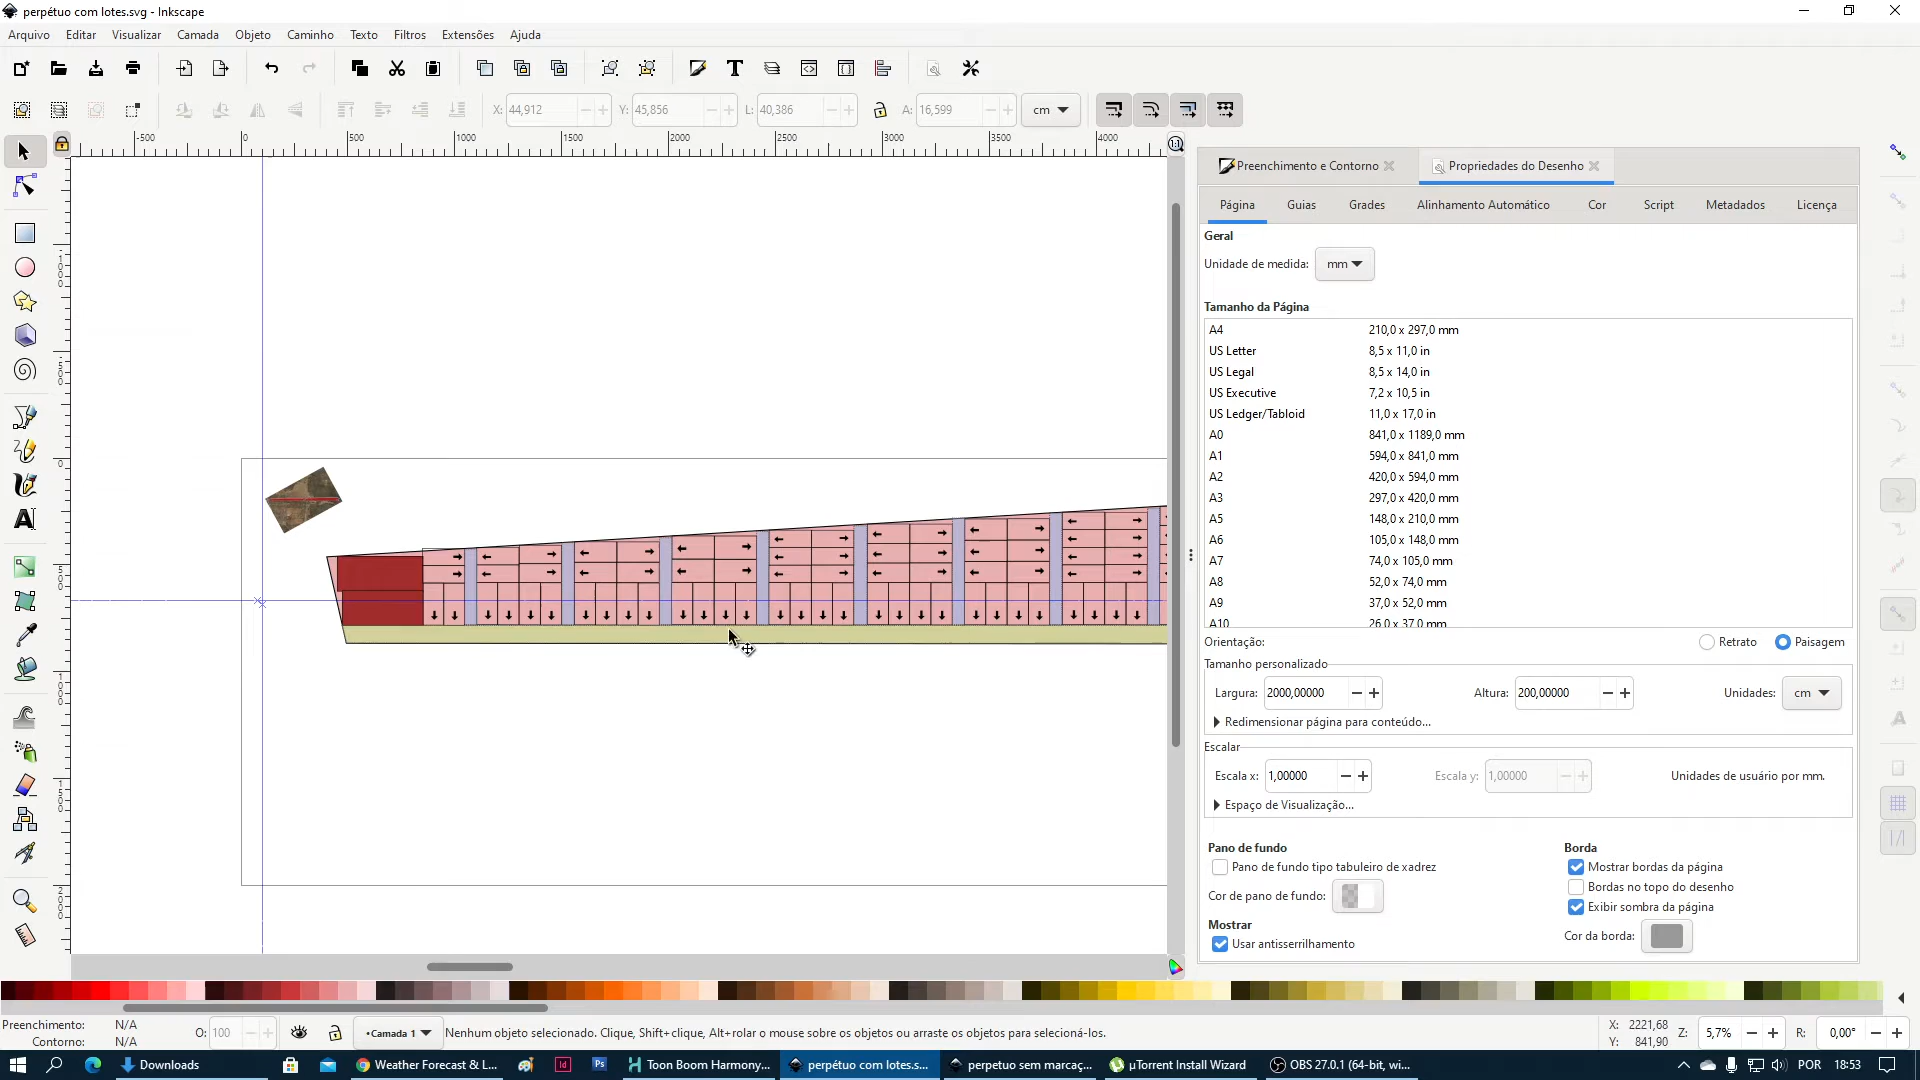 perpétuo com lotes.svg - Inkscape
Arquivo Editar Visualizar Camada Objeto Caminho Texto Filtros Extensões Ajuda
X: 44,912 Y: 45,856 L: 40,386 A: 16,599 cm
-500 0 500 1000 1500 2000 2500 3000 3500 4000
Preenchimento e Contorno
Propriedades do Desenho
Página Guias Grades Alinhamento Automático Cor Script Metadados Licença
Geral
Unidade de medida: mm
Tamanho da Página
A4 210,0 x 297,0 mm
US Letter 8,5 x 11,0 in
US Legal 8,5 x 14,0 in
US Executive 7,2 x 10,5 in
US Ledger/Tabloid 11,0 x 17,0 in
A0 841,0 x 1189,0 mm
A1 594,0 x 841,0 mm
A2 420,0 x 594,0 mm
A3 297,0 x 420,0 mm
A5 148,0 x 210,0 mm
A6 105,0 x 148,0 mm
A7 74,0 x 105,0 mm
A8 52,0 x 74,0 mm
A9 37,0 x 52,0 mm
A10 26,0 x 37,0 mm
Orientação: Retrato Paisagem
Tamanho personalizado
Largura: 2000,00000 Altura: 200,00000 Unidades: cm
Redimensionar página para conteúdo...
Escalar
Escala x: 1,00000 Escala y: 1,00000 Unidades de usuário por mm.
Espaço de Visualização...
Pano de fundo
Pano de fundo tipo tabuleiro de xadrez
Cor de pano de fundo:
Mostrar
Usar antisserrilhamento
Borda
Mostrar bordas da página
Bordas no topo do desenho
Exibir sombra da página
Cor da borda:
Preenchimento: N/A
Contorno: N/A
O: 100
•Camada 1
Nenhum objeto selecionado. Clique, Shift+clique, Alt+rolar o mouse sobre os objetos ou arraste os objetos para selecioná-los.
X: 2221,68
Y: 841,90
Z: 5,7%
R: 0,00°
Downloads
Weather Forecast & L...
Toon Boom Harmony...
perpétuo com lotes.s...
perpetuo sem marcaç...
µTorrent Install Wizard
OBS 27.0.1 (64-bit, wi...
POR 18:53